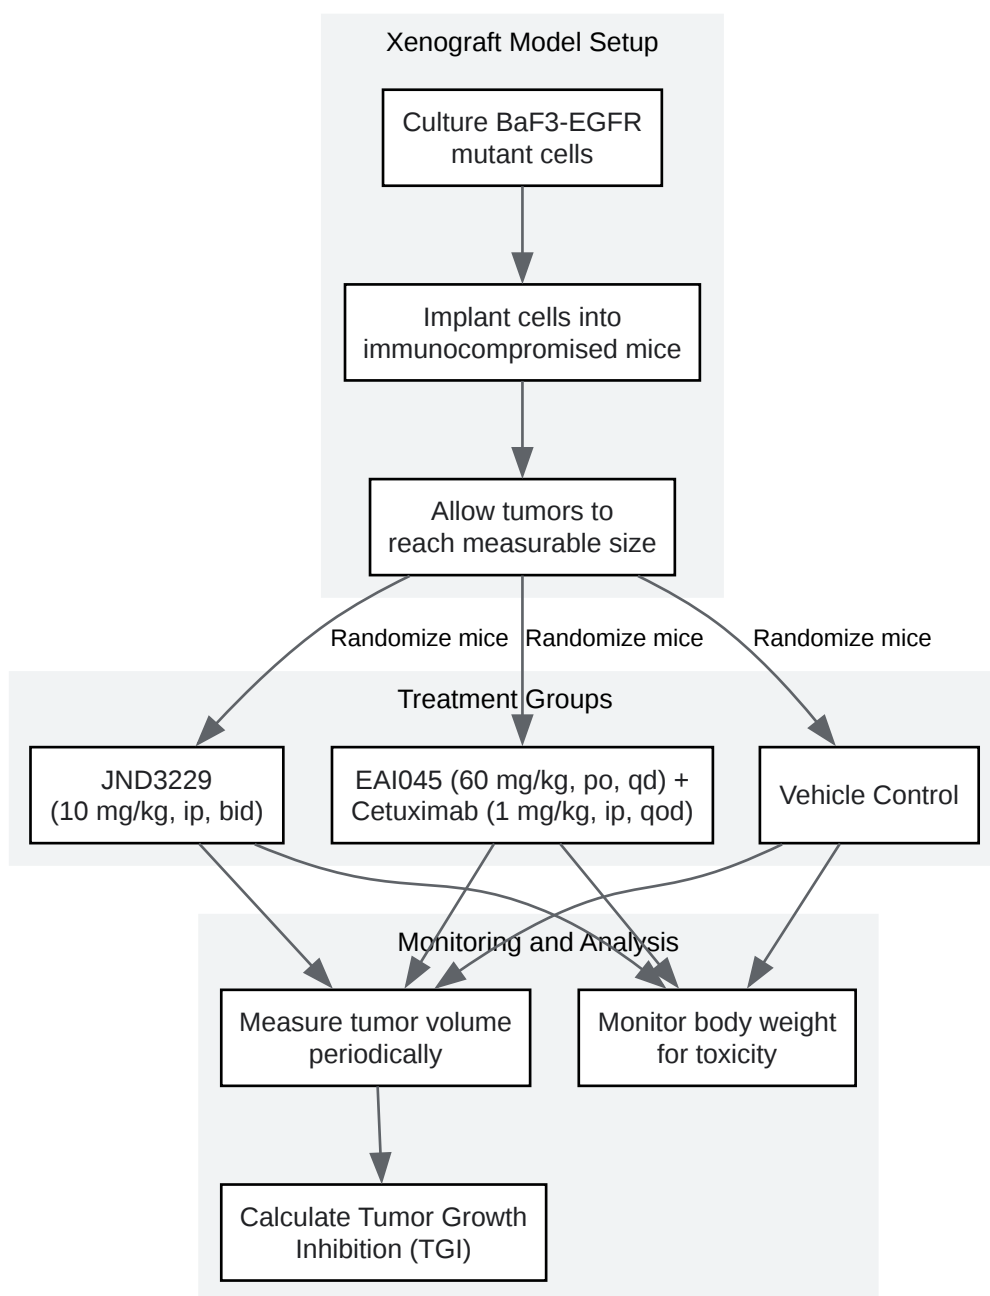 Xenograft Model Setup
Culture BaF3-EGFR
mutant cells
Implant cells into
immunocompromised mice
Allow tumors to
reach measurable size
Randomize mice
Randomize mice
Randomize mice
Treatment Groups
JND3229
(10 mg/kg, ip, bid)
EAI045 (60 mg/kg, po, qd) +
Cetuximab (1 mg/kg, ip, qod)
Vehicle Control
Monitoring and Analysis
Measure tumor volume
periodically
Monitor body weight
for toxicity
Calculate Tumor Growth
Inhibition (TGI)